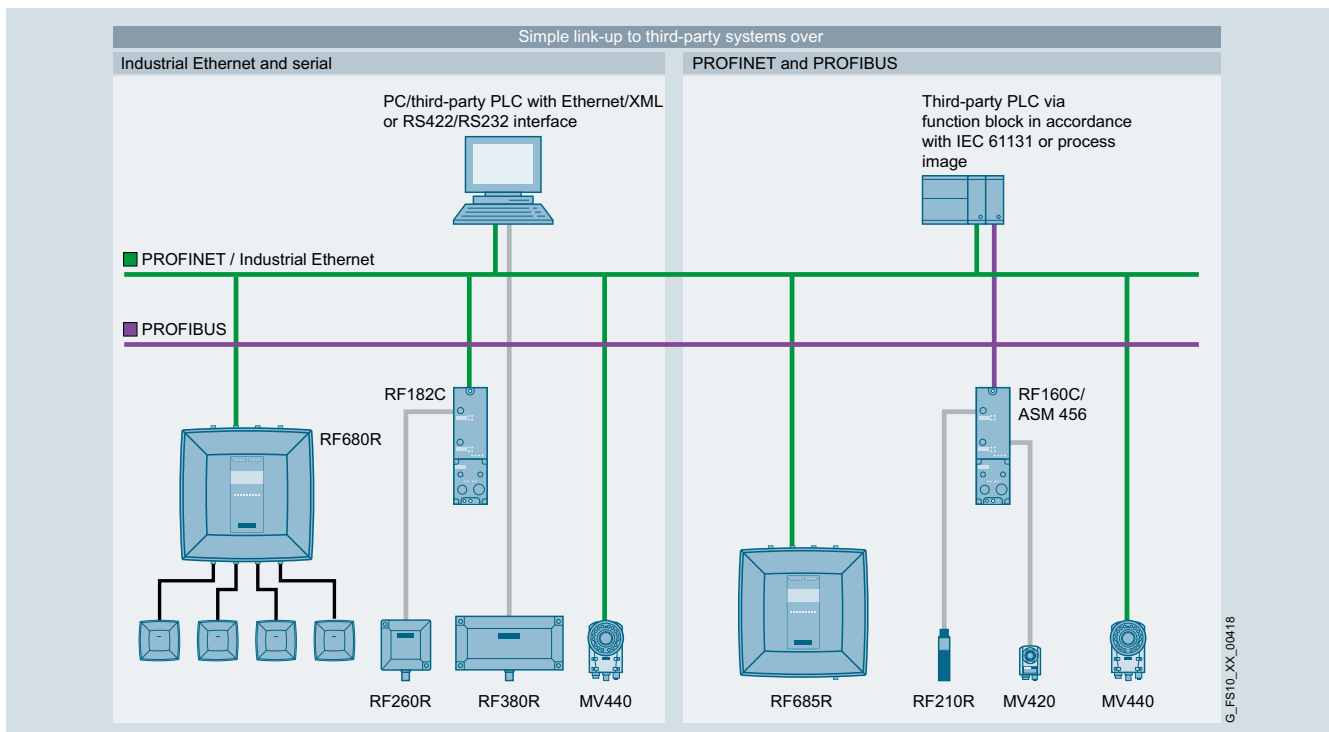 Simple link-up to third-party systems over
Industrial Ethernet and serial
PROFINET and PROFIBUS
PC/third-party PLC with Ethernet/XML
or RS422/RS232 interface
Third-party PLC via
function block in accordance
with IEC 61131 or process
image
PROFINET / Industrial Ethernet
PROFIBUS
RF182C
RF160C/
ASM 456
RF680R
RF260R
RF380R
MV440
RF685R
RF210R
MV420
MV440
G_FS10_XX_00418